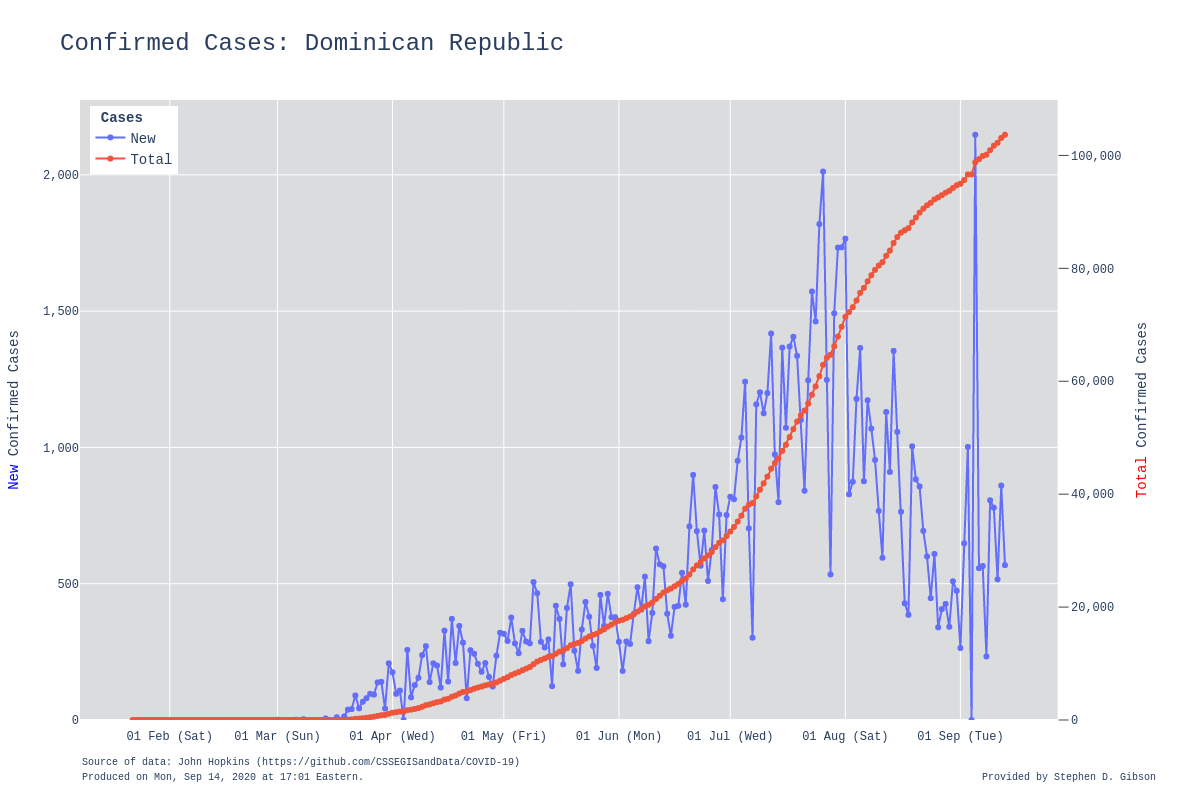 Confirmed Cases: Dominican Republic
Cases
New
Total
2,000
1,500
1,000
500
0
New Confirmed Cases
100,000
80,000
60,000
40,000
20,000
0
Total Confirmed Cases
01 Feb (Sat) 01 Mar (Sun) 01 Apr (Wed) 01 May (Fri) 01 Jun (Mon) 01 Jul (Wed) 01 Aug (Sat) 01 Sep (Tue)
Source of data: John Hopkins (https://github.com/CSSEGISandData/COVID-19)
Produced on Mon, Sep 14, 2020 at 17:01 Eastern.
Provided by Stephen D. Gibson